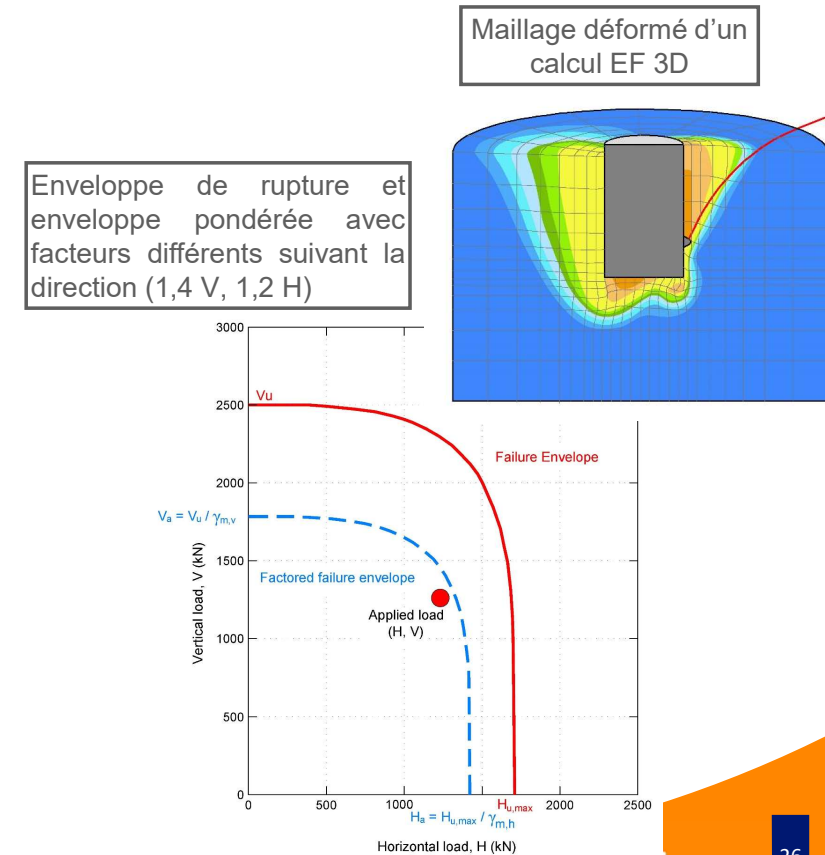 Maillage déformé d’un
calcul EF 3D
Enveloppe de rupture et
enveloppe pondérée avec
facteurs différents suivant la
direction (1,4 V, 1,2 H)
3000
2500
2000
1500
1000
500
0
Vertical load, V (kN)
Vu
Failure Envelope
Va = Vu / γm,v
Factored failure envelope
Applied load
(H, V)
0 500 1000 Hu,max 2000 2500
Ha = Hu,max / γm,h
Horizontal load, H (kN)
26